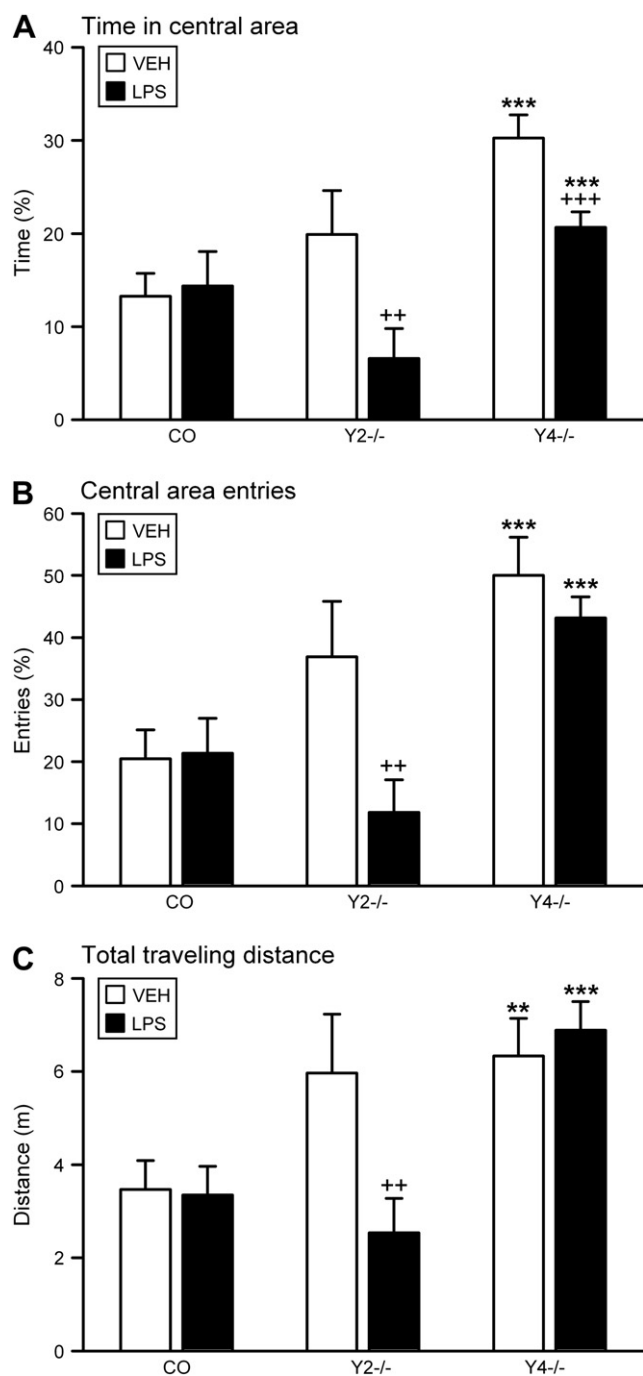 A Time in central area
40
VEH
LPS
30
20
10
0
Time (%)
***
***
+++
++
CO Y2-/- Y4-/-
B Central area entries
60
VEH
LPS
50
40
30
20
10
0
Entries (%)
***
***
++
CO Y2-/- Y4-/-
C Total traveling distance
8
VEH
LPS
6
4
2
0
Distance (m)
**
***
++
CO Y2-/- Y4-/-